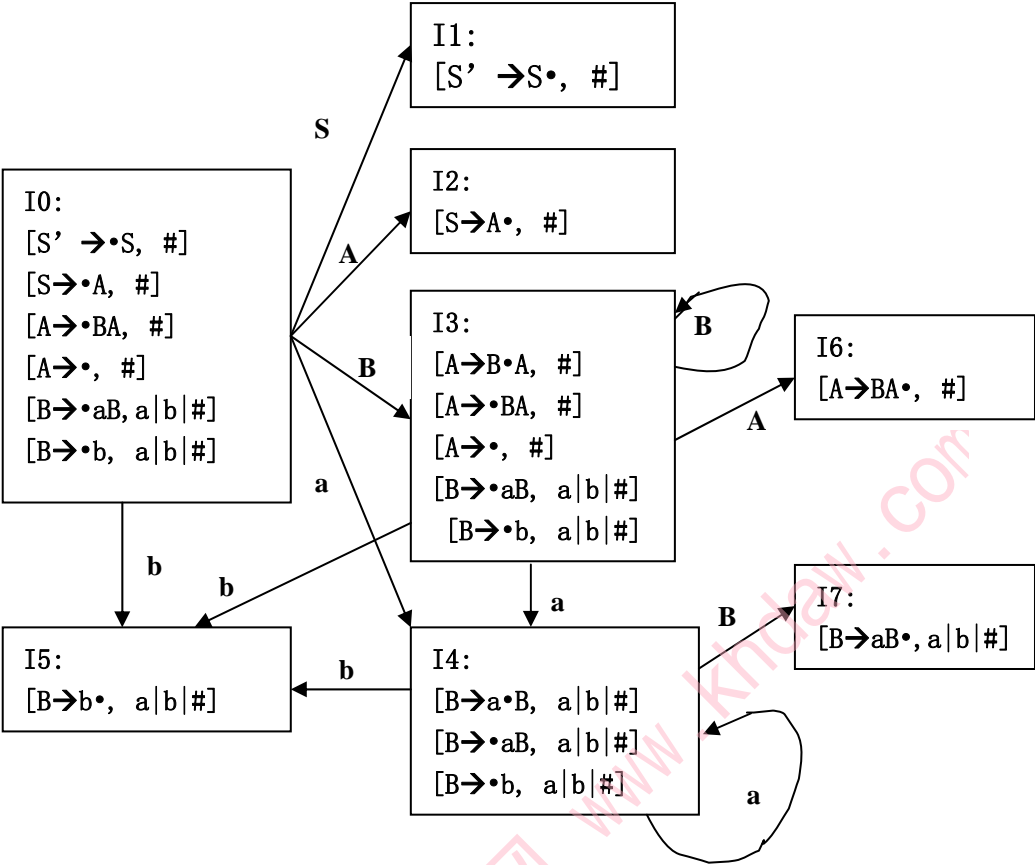 I1:
[S’ →S•, #]
S
I2:
[S→A•, #]
I0:
[S’ →•S, #]
[S→•A, #]
[A→•BA, #]
[A→•, #]
[B→•aB,a|b|#]
[B→•b, a|b|#]
A
B
a
I3:
[A→B•A, #]
[A→•BA, #]
[A→•, #]
[B→•aB, a|b|#]
[B→•b, a|b|#]
B
A
I6:
[A→BA•, #]
b
b
a
B
I7:
[B→aB•,a|b|#]
I5:
[B→b•, a|b|#]
b
I4:
[B→a•B, a|b|#]
[B→•aB, a|b|#]
[B→•b, a|b|#]
a
www.khdaw.com